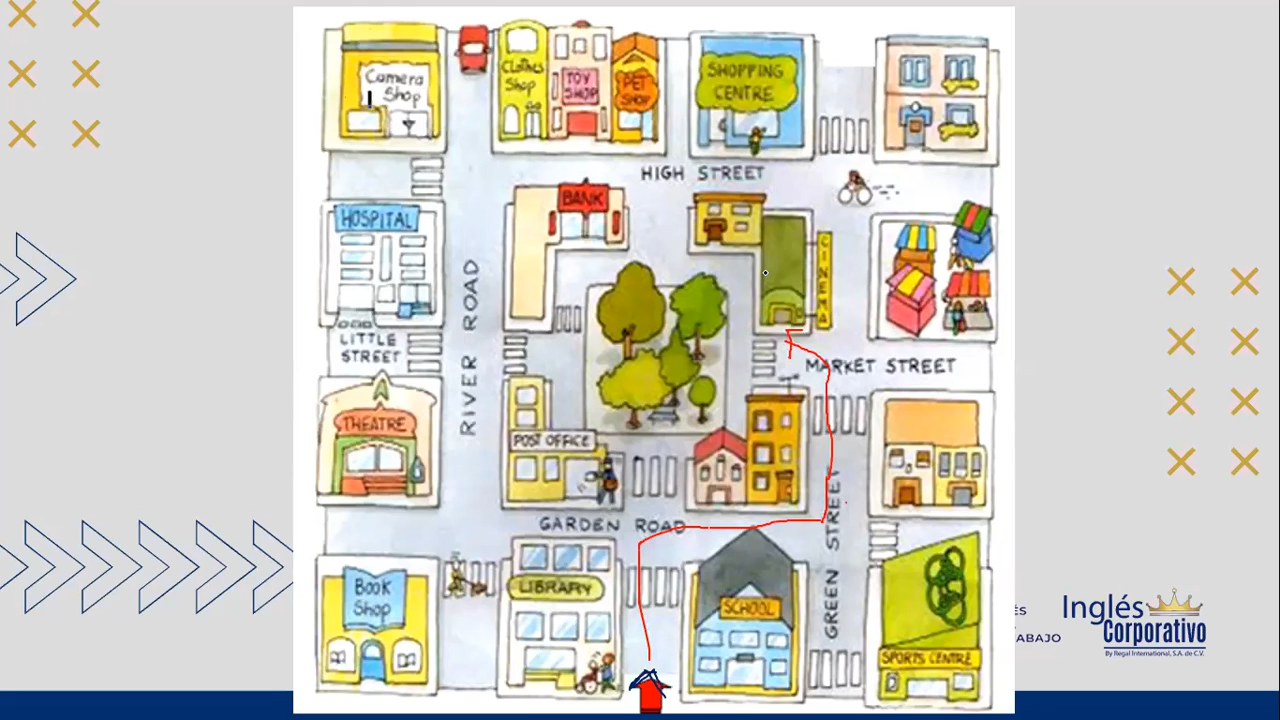 Camera
Shop
Clothes
Shop
TOY
SHOP
PET
SHOP
SHOPPING
CENTRE
HIGH STREET
BANK
HOSPITAL
CINEMA
LITTLE
STREET
RIVER ROAD
MARKET STREET
THEATRE
POST OFFICE
GARDEN ROAD
GREEN STREET
BOOK
Shop
LIBRARY
SCHOOL
SPORTS CENTRE
ÉS
ABAJO
Inglés
Corporativo
By Regal International, S.A. de C.V.